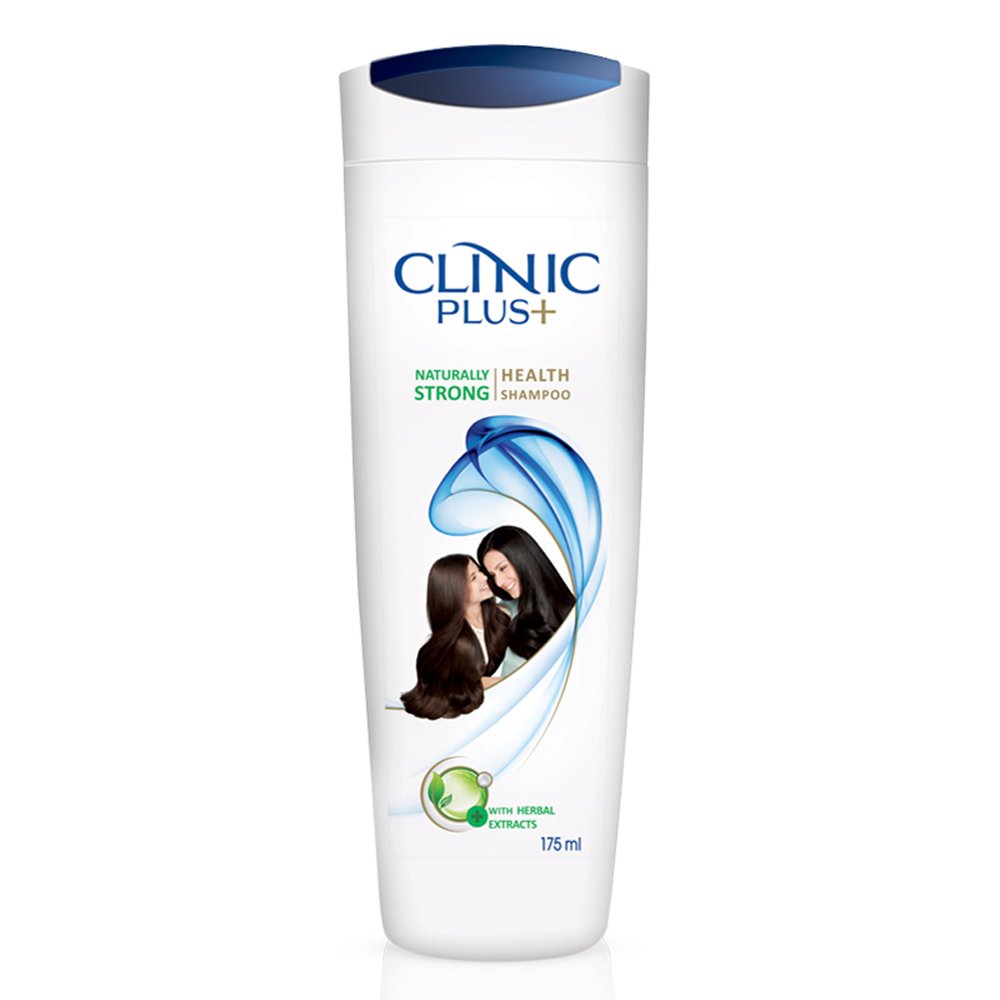 CLINIC
PLUS+
NATURALLY
STRONG
HEALTH
SHAMPOO
WITH HERBAL
EXTRACTS
175 ml